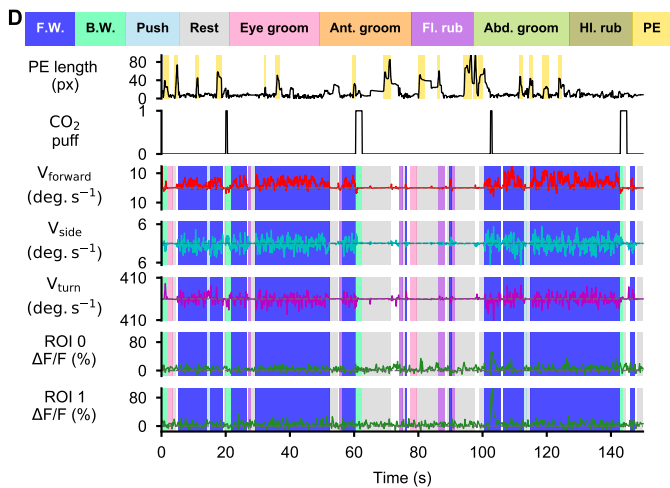 D
F.W. B.W. Push Rest Eye groom Ant. groom Fl. rub Abd. groom Hl. rub PE
PE length
(px)
80
40
0
CO2
puff
1
0
Vforward
(deg. s−1)
10
10
Vside
(deg. s−1)
6
6
Vturn
(deg. s−1)
410
410
ROI 0
ΔF/F (%)
80
0
ROI 1
ΔF/F (%)
80
0
0 20 40 60 80 100 120 140
Time (s)